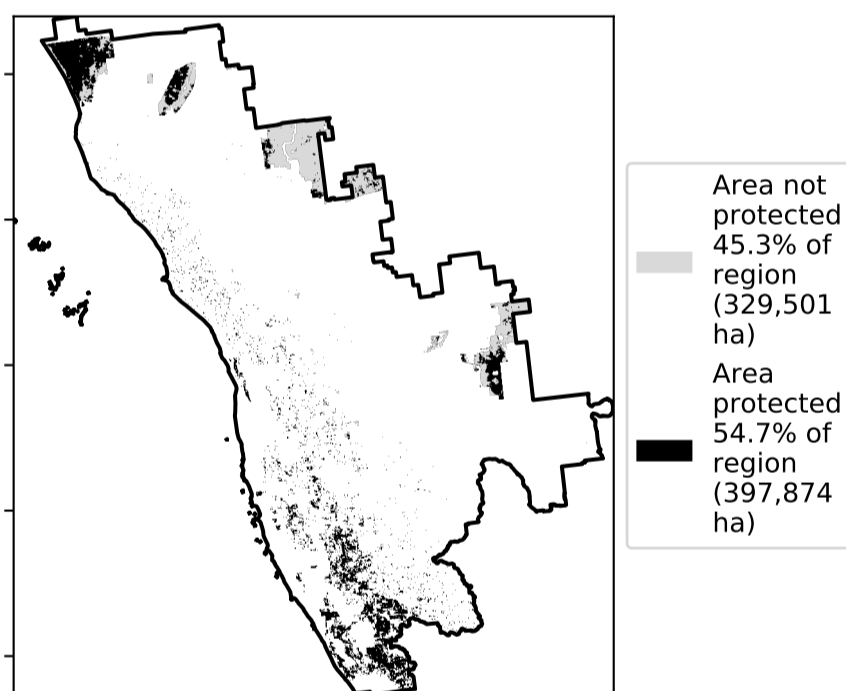 Area not
protected
45.3% of
region
(329,501
ha)
Area
protected
54.7% of
region
(397,874
ha)